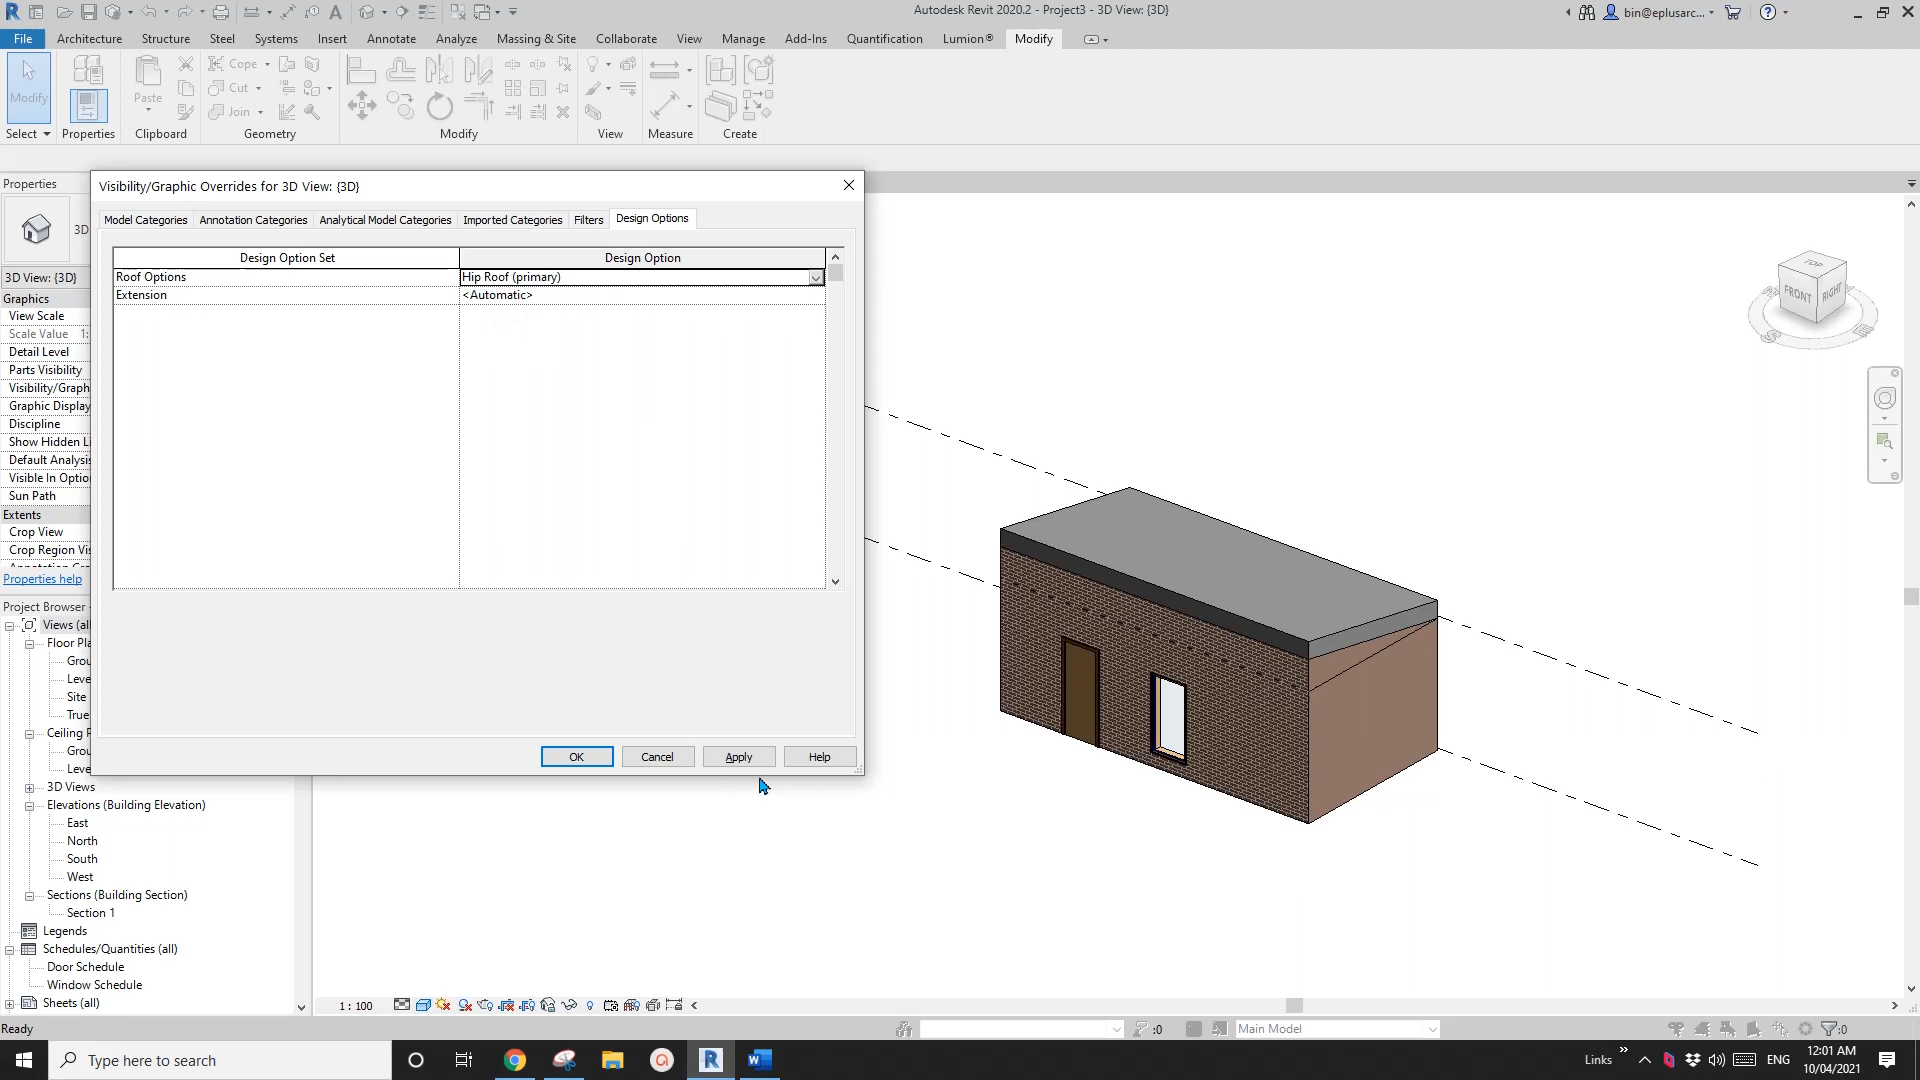 Autodesk Revit 2020.2 - Project3 - 3D View: {3D}
bin@eplusarc...
File Architecture Structure Steel Systems Insert Annotate Analyze Massing & Site Collaborate View Manage Add-Ins Quantification Lumion® Modify
Modify Paste Cope Cut Join
Select Properties Clipboard Geometry Modify View Measure Create
Properties
3D
3D View: {3D}
Graphics
View Scale
Scale Value 1:
Detail Level
Parts Visibility
Visibility/Graph
Graphic Display
Discipline
Show Hidden Li
Default Analysis
Visible In Optio
Sun Path
Extents
Crop View
Crop Region Vis
Properties help
Visibility/Graphic Overrides for 3D View: {3D}
Model Categories Annotation Categories Analytical Model Categories Imported Categories Filters Design Options
Design Option Set Design Option
Roof Options Hip Roof (primary)
Extension <Automatic>
OK Cancel Apply Help
TOP
FRONT RIGHT
Project Browser -
Views (all
Floor Pla
Grou
Leve
Site
True
Ceiling P
Grou
Leve
3D Views
Elevations (Building Elevation)
East
North
South
West
Sections (Building Section)
Section 1
Legends
Schedules/Quantities (all)
Door Schedule
Window Schedule
Sheets (all)
1 : 100
Ready
:0
Main Model
:0
Type here to search
Links
ENG
12:01 AM
10/04/2021